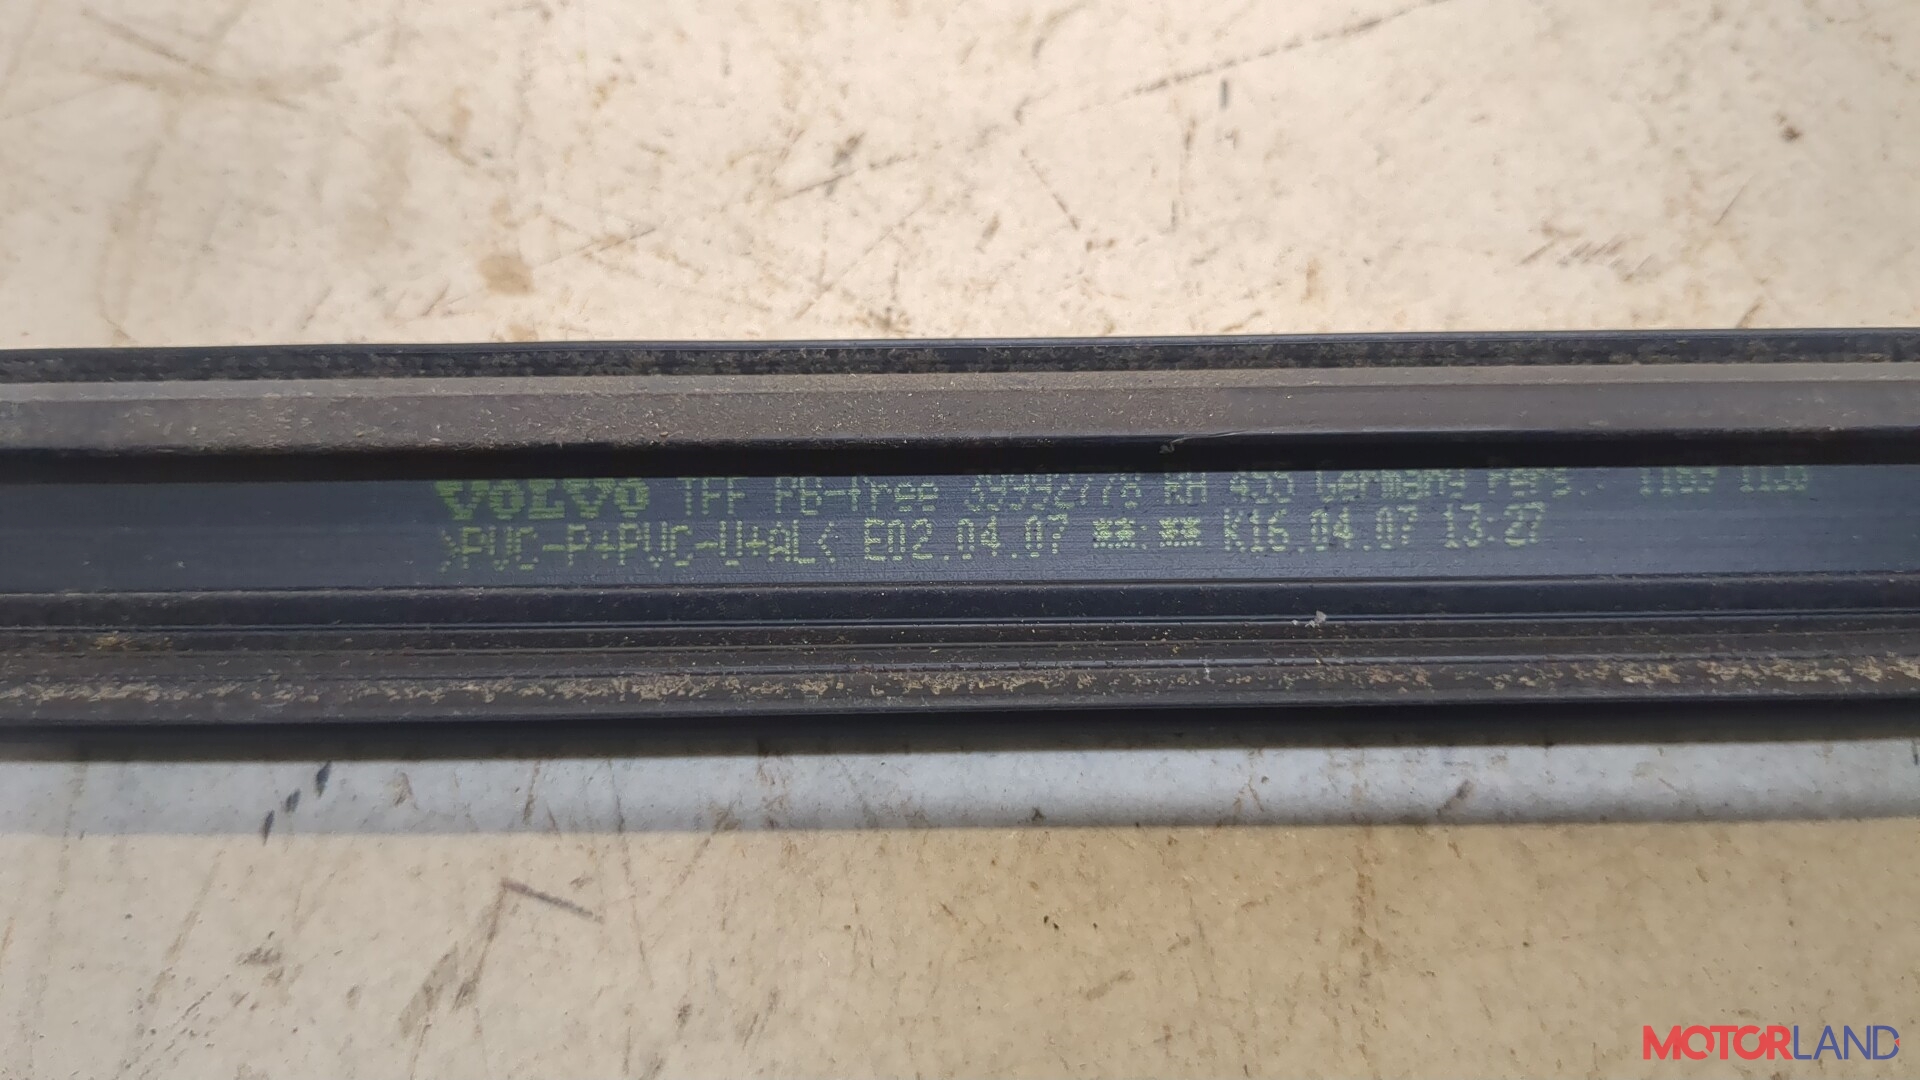 VOLVO TPF PB-free 39992778 RH 455 Germany
>PVC-P+PVC-U+AL< E02.04.07 **:** K16.04.07 13:27
MOTORLAND